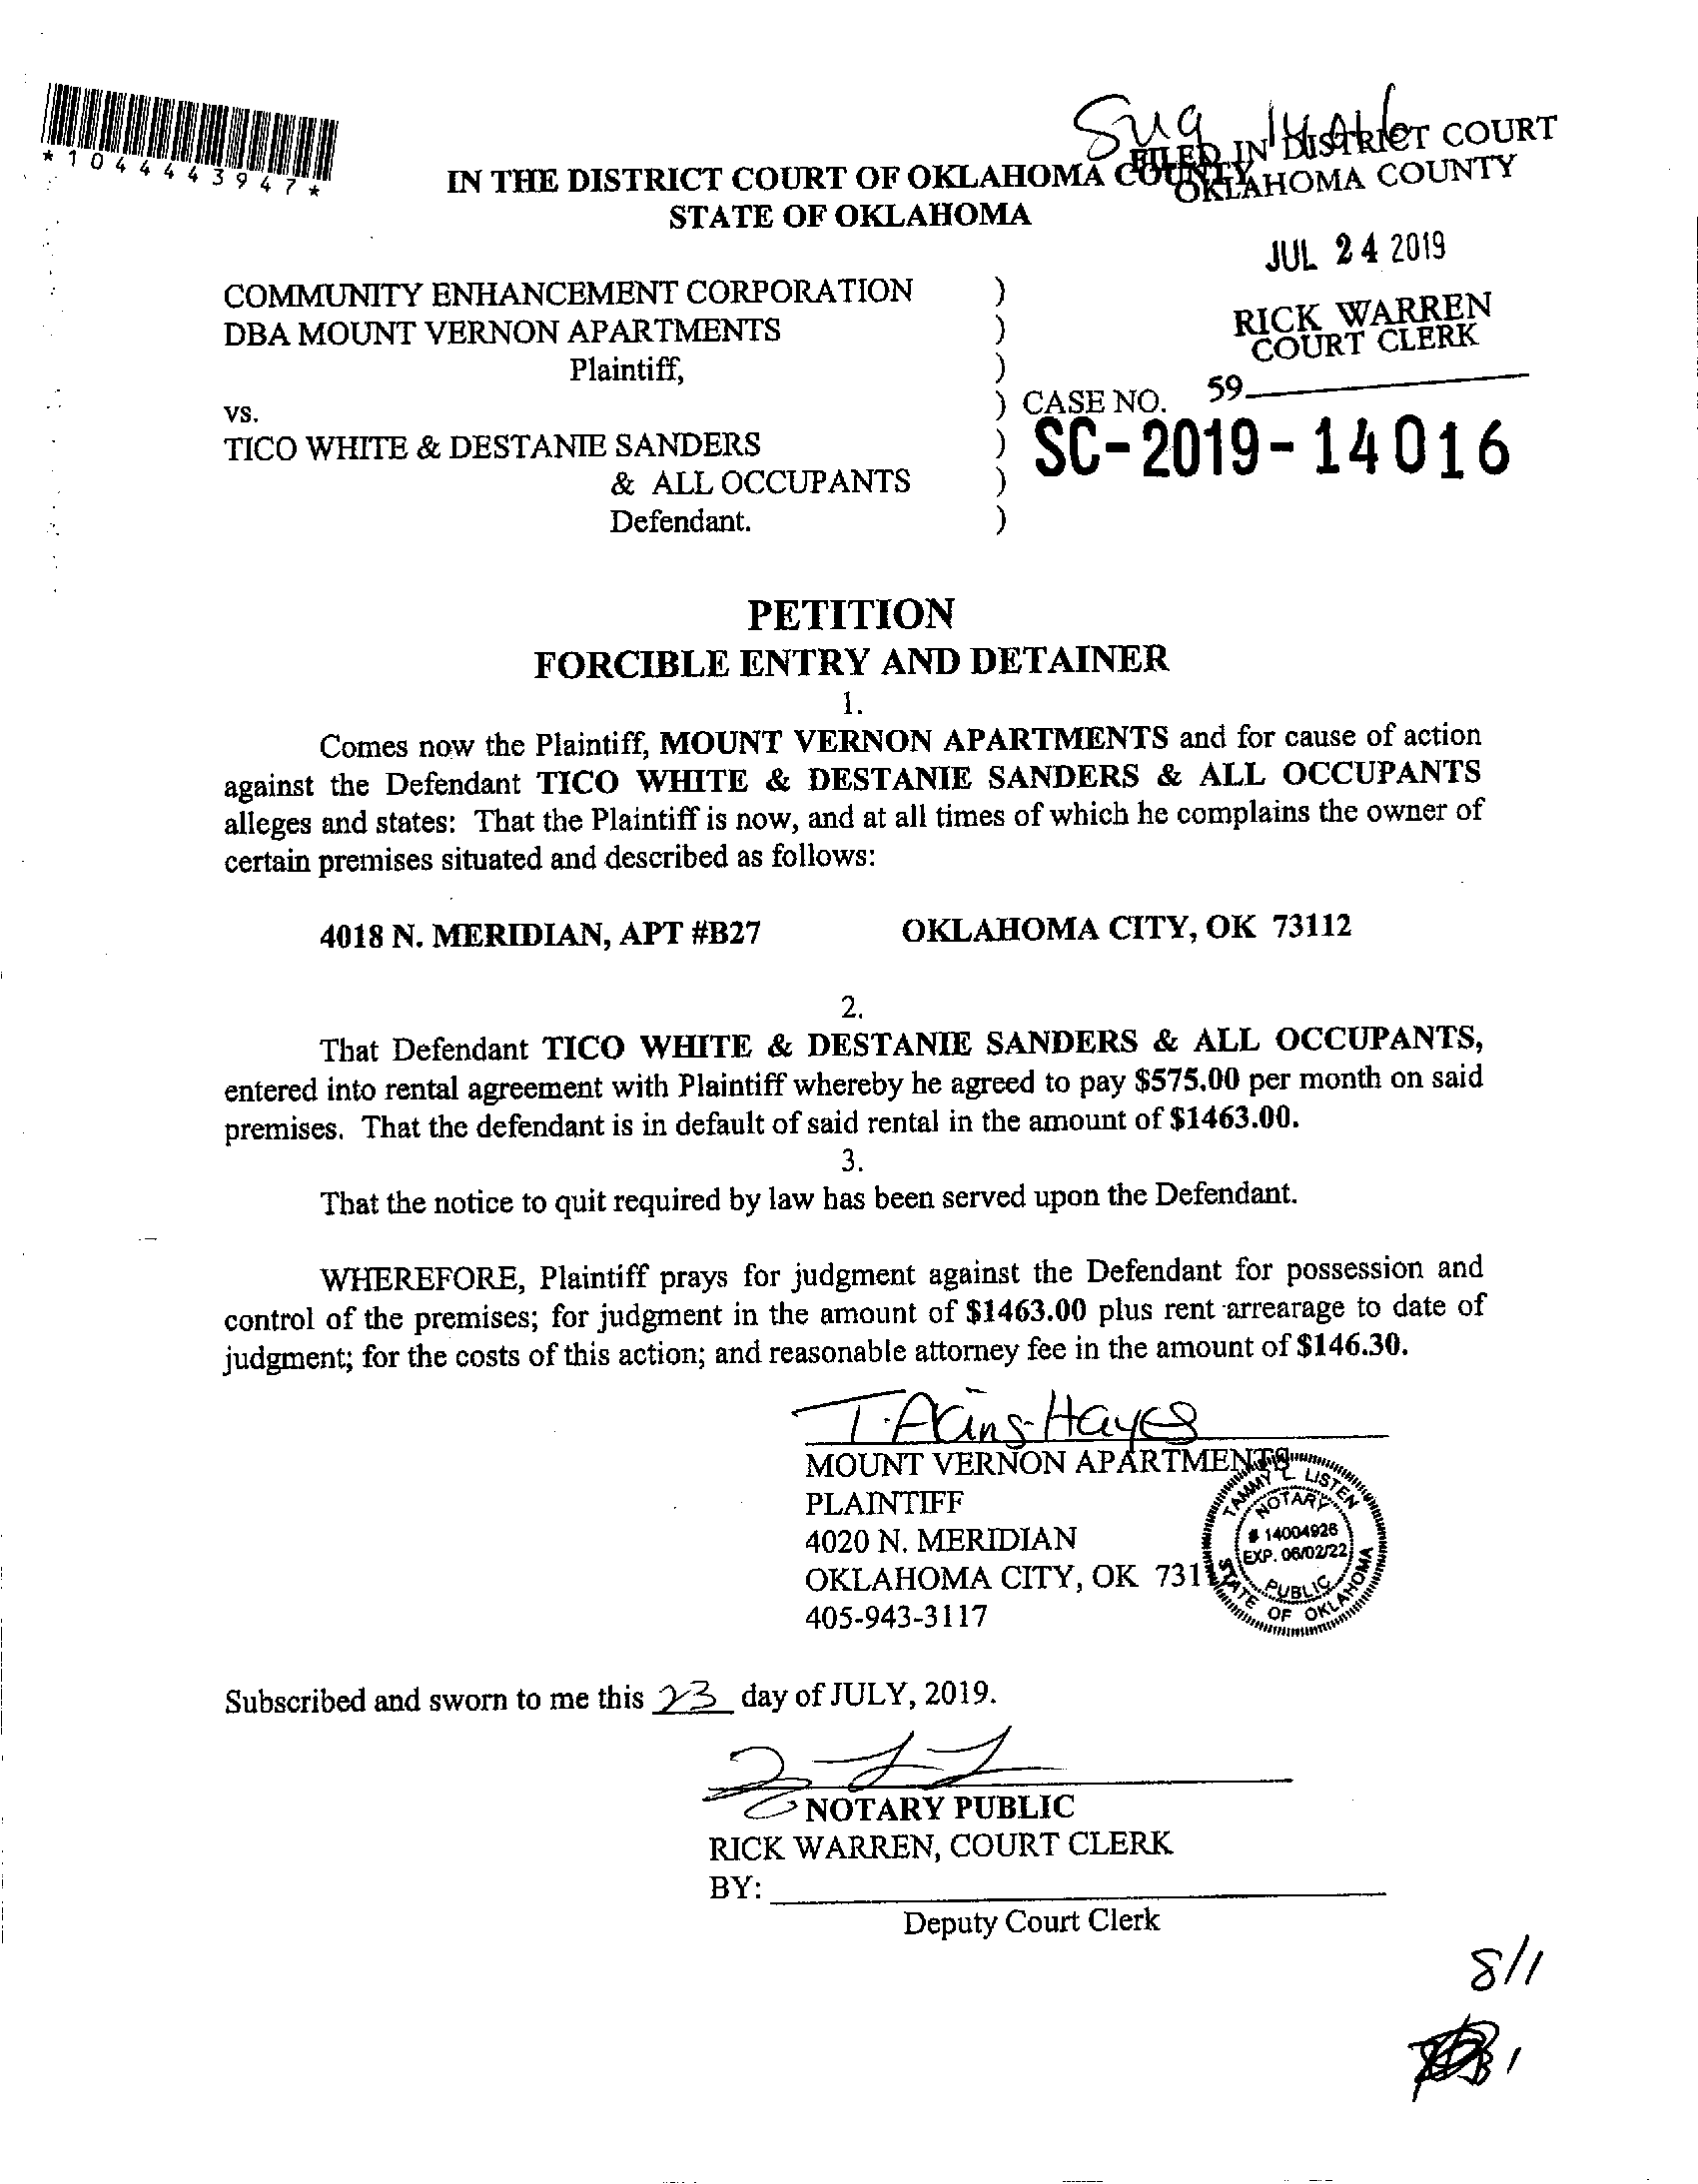 *1044443947*
FILED IN DISTRICT COURT
OKLAHOMA COUNTY
IN THE DISTRICT COURT OF OKLAHOMA COUNTY
STATE OF OKLAHOMA
JUL 24 2019
RICK WARREN
COURT CLERK
59
COMMUNITY ENHANCEMENT CORPORATION )
DBA MOUNT VERNON APARTMENTS )
Plaintiff, )
vs. ) CASE NO.
SC-2019-14016
TICO WHITE & DESTANIE SANDERS )
& ALL OCCUPANTS )
Defendant. )
PETITION
FORCIBLE ENTRY AND DETAINER
1.
Comes now the Plaintiff, MOUNT VERNON APARTMENTS and for cause of action
against the Defendant TICO WHITE & DESTANIE SANDERS & ALL OCCUPANTS
alleges and states: That the Plaintiff is now, and at all times of which he complains the owner of
certain premises situated and described as follows:
4018 N. MERIDIAN, APT #B27 OKLAHOMA CITY, OK 73112
2.
That Defendant TICO WHITE & DESTANIE SANDERS & ALL OCCUPANTS,
entered into rental agreement with Plaintiff whereby he agreed to pay $575.00 per month on said
premises. That the defendant is in default of said rental in the amount of $1463.00.
3.
That the notice to quit required by law has been served upon the Defendant.
WHEREFORE, Plaintiff prays for judgment against the Defendant for possession and
control of the premises; for judgment in the amount of $1463.00 plus rent arrearage to date of
judgment; for the costs of this action; and reasonable attorney fee in the amount of $146.30.
T. Akins-Hayes
MOUNT VERNON APARTMENTS
PLAINTIFF
4020 N. MERIDIAN
OKLAHOMA CITY, OK
405-943-3117
TAMMY L. LISTEN
NOTARY
# 14004926
EXP. 06/02/22
PUBLIC
STATE OF OKLAHOMA
Subscribed and sworn to me this 23 day of JULY, 2019.
NOTARY PUBLIC
RICK WARREN, COURT CLERK
BY:
Deputy Court Clerk
8/1